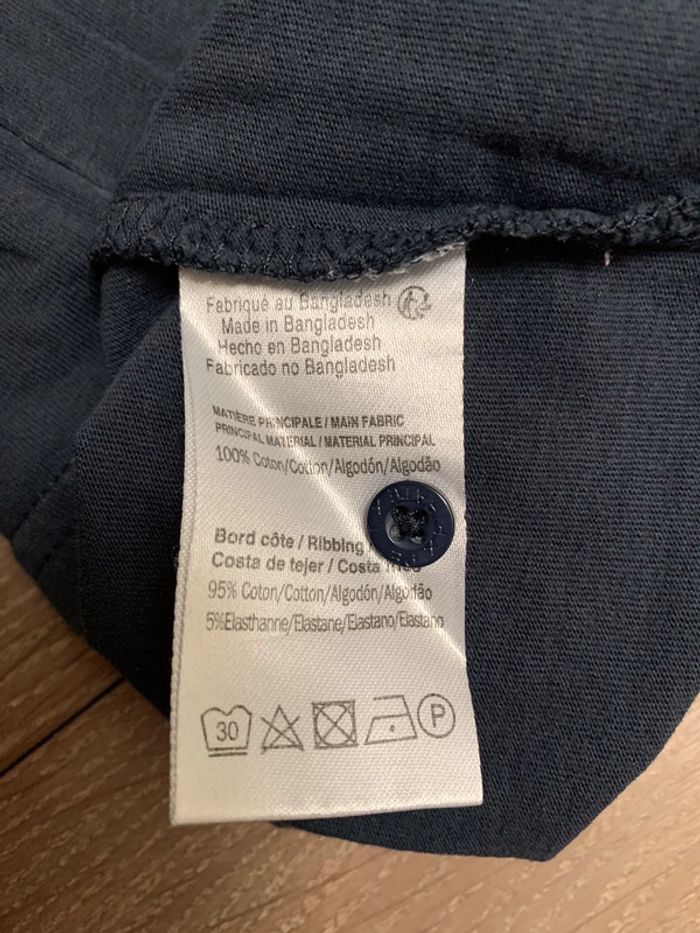 Fabriqué au Bangladesh
Made in Bangladesh
Hecho en Bangladesh
Fabricado no Bangladesh
MATIÈRE PRINCIPALE / MAIN FABRIC
PRINCIPAL MATERIAL / MATERIAL PRINCIPAL
100% Coton/Cotton/Algodón/Algodão
Bord côte / Ribbing
Costa de tejer / Costa
95% Coton/Cotton/Algodón/Algodão
5%Elasthanne/Elastane/Elastano/Elastano
30
P